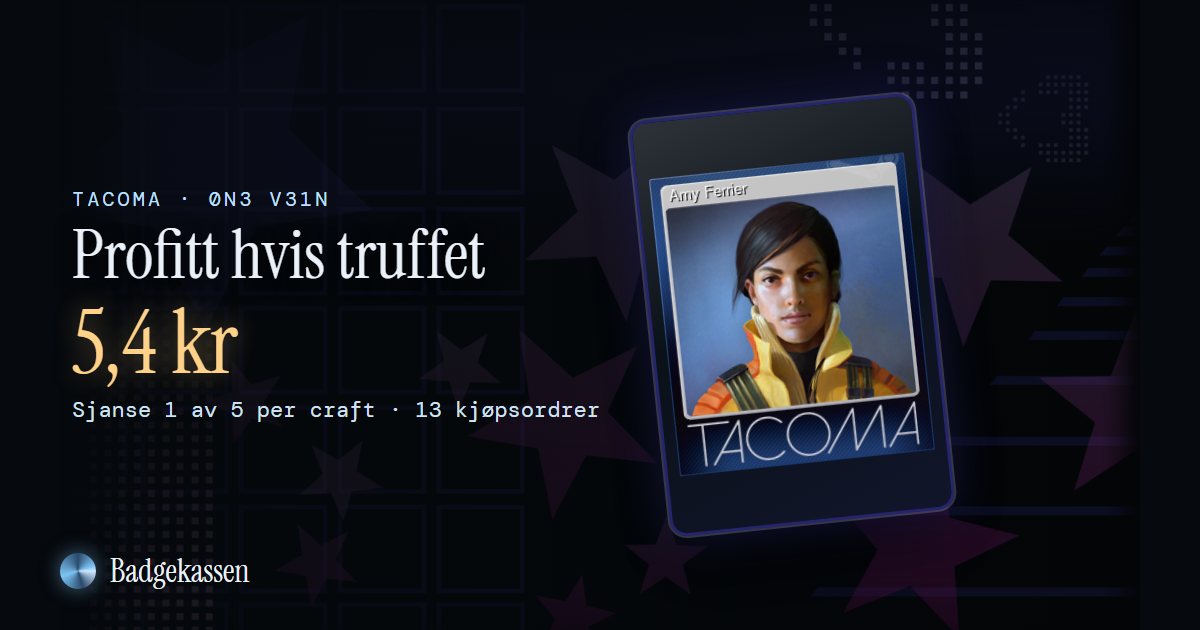 TACOMA · ØN3 V31N
Profitt hvis truffet
5,4 kr
Sjanse 1 av 5 per craft · 13 kjøpsordrer
Badgekassen
Amy Ferrier
TACOMA